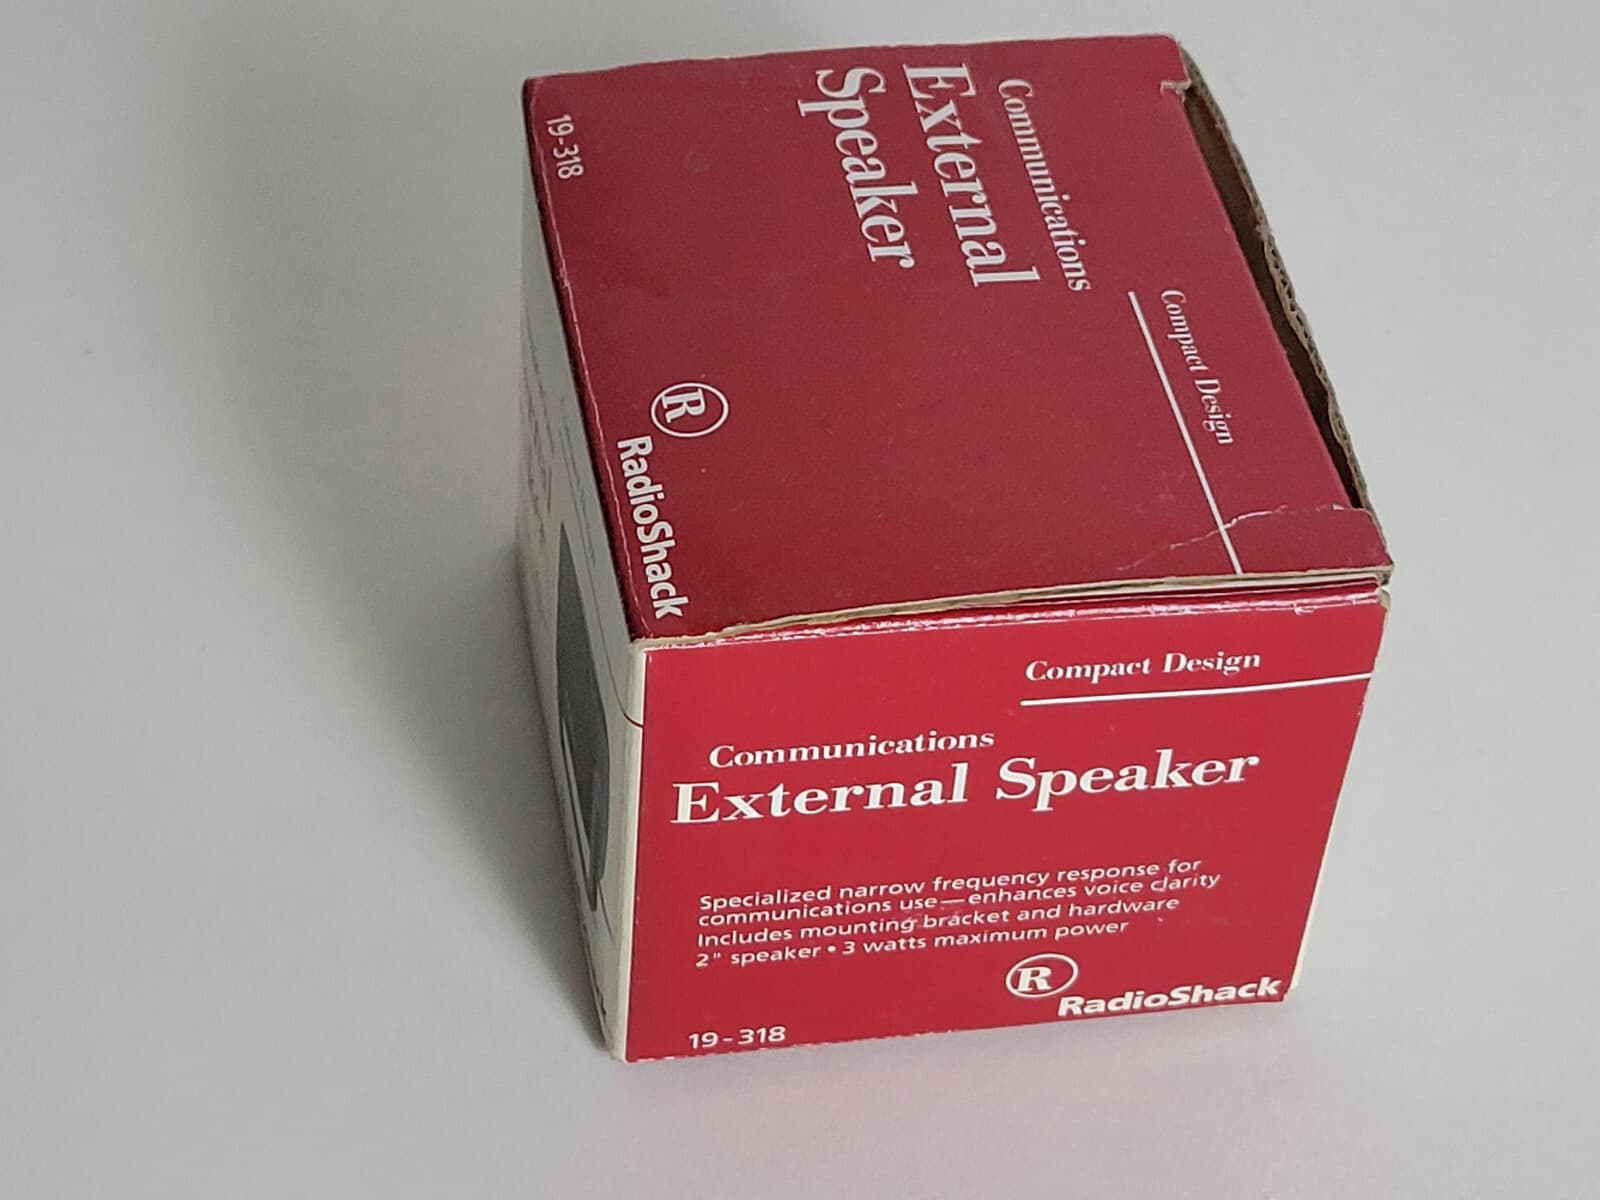 Communications
External
Speaker
Compact Design
19-318
R
RadioShack
Compact Design
Communications
External Speaker
Specialized narrow frequency response for
communications use—enhances voice clarity
Includes mounting bracket and hardware
2" speaker • 3 watts maximum power
R
RadioShack
19-318